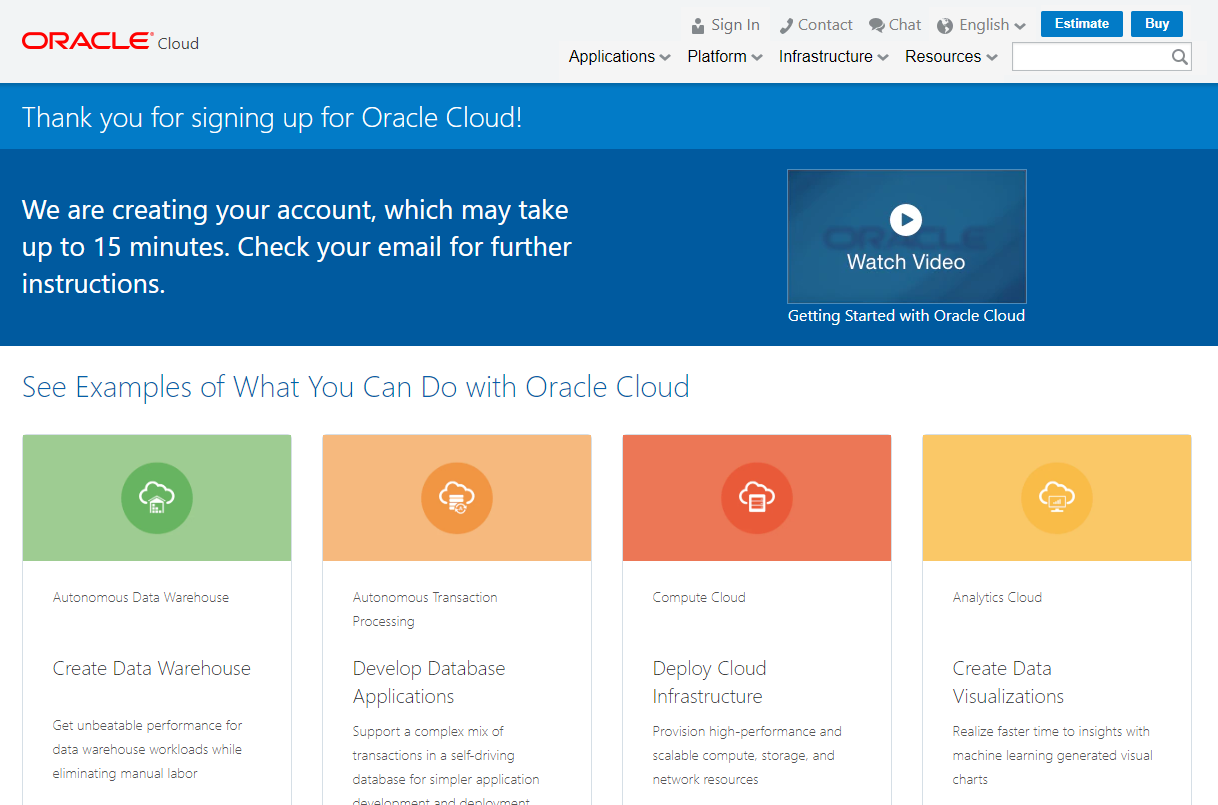 ORACLE Cloud
Sign In Contact Chat English Estimate Buy
Applications Platform Infrastructure Resources
Thank you for signing up for Oracle Cloud!
We are creating your account, which may take
up to 15 minutes. Check your email for further
instructions.
ORACLE
Watch Video
Getting Started with Oracle Cloud
See Examples of What You Can Do with Oracle Cloud
Autonomous Data Warehouse
Create Data Warehouse
Get unbeatable performance for
data warehouse workloads while
eliminating manual labor
Autonomous Transaction
Processing
Develop Database
Applications
Support a complex mix of
transactions in a self-driving
database for simpler application
development and deployment
Compute Cloud
Deploy Cloud
Infrastructure
Provision high-performance and
scalable compute, storage, and
network resources
Analytics Cloud
Create Data
Visualizations
Realize faster time to insights with
machine learning generated visual
charts